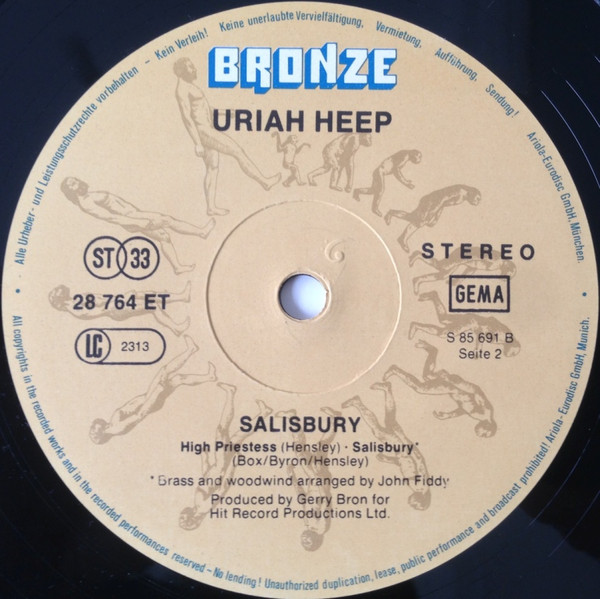 Alle Urheber- und Leistungsschutzrechte vorbehalten – Kein Verleih! Keine unerlaubte Vervielfältigung, Vermietung, Aufführung, Sendung! Ariola-Eurodisc GmbH, München.
BRONZE
URIAH HEEP
ST 33
STEREO
28 764 ET
GEMA
LC 2313
S 85 691 B
Seite 2
SALISBURY
High Priestess (Hensley) · Salisbury*
(Box/Byron/Hensley)
* Brass and woodwind arranged by John Fiddy
Produced by Gerry Bron for
Hit Record Productions Ltd.
All copyrights in the recorded works and in the recorded performances reserved – No lending! Unauthorized duplication, lease, public performance and broadcast prohibited! Ariola-Eurodisc GmbH, Munich.